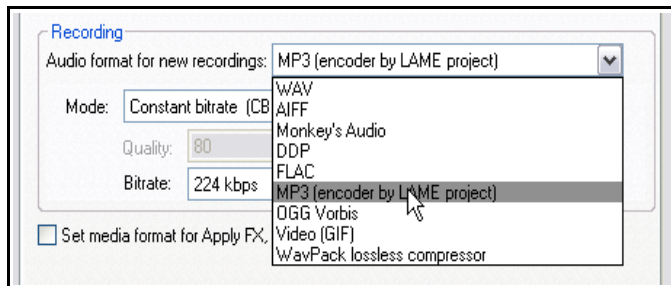 Recording
Audio format for new recordings: MP3 (encoder by LAME project)
WAV
Mode: Constant bitrate (CB
AIFF
Monkey's Audio
Quality: 80
DDP
FLAC
Bitrate: 224 kbps
MP3 (encoder by LAME project)
OGG Vorbis
Set media format for Apply FX,
Video (GIF)
WavPack lossless compressor